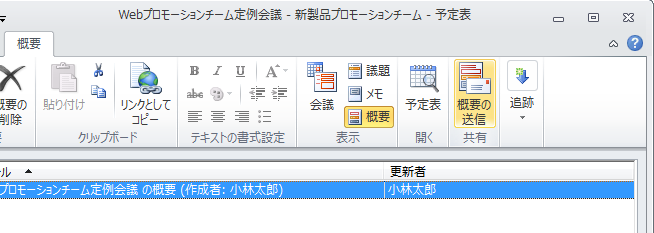 Webプロモーションチーム定例会議 - 新製品プロモーションチーム - 予定表
概要
概要の
削除
貼り付け
リンクとして
コピー
クリップボード
B I U A
abc
テキストの書式設定
会議
議題
メモ
概要
表示
予定表
開く
概要の
送信
共有
追跡
ール
更新者
プロモーションチーム定例会議 の概要 (作成者: 小林太郎)
小林太郎